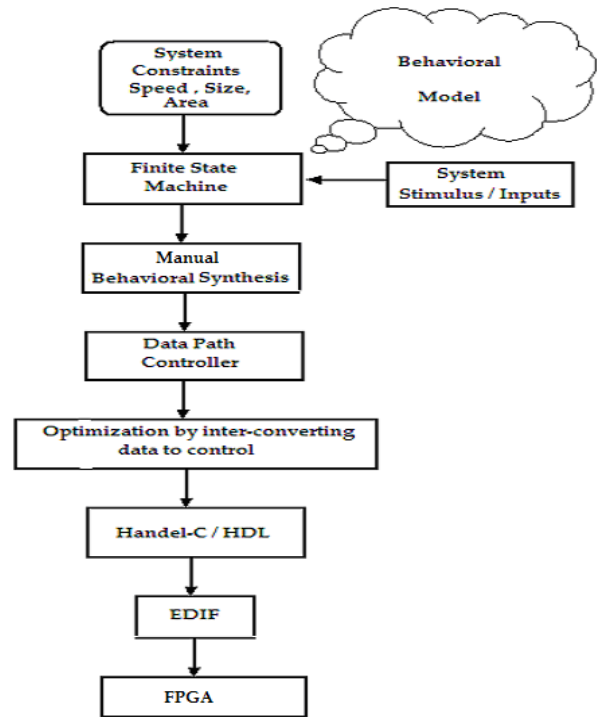 System
Constraints
Speed , Size,
Area
Behavioral
Model
Finite State
Machine
System
Stimulus / Inputs
Manual
Behavioral Synthesis
Data Path
Controller
Optimization by inter-converting
data to control
Handel-C / HDL
EDIF
FPGA